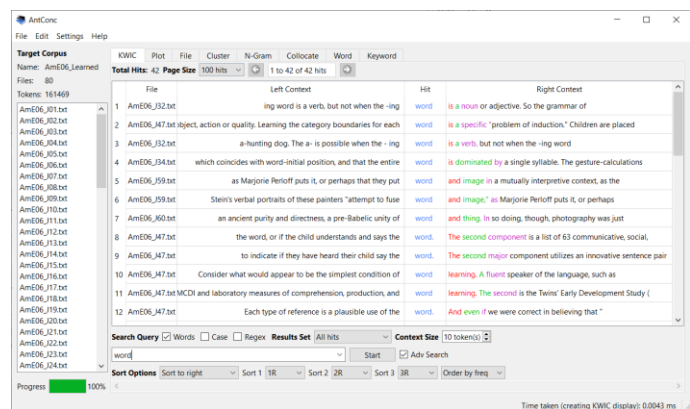 AntConc
File Edit Settings Help
Target Corpus
Name: AmE06_Learned
Files: 80
Tokens: 161469
AmE06_J01.txt
AmE06_J02.txt
AmE06_J03.txt
AmE06_J04.txt
AmE06_J05.txt
AmE06_J06.txt
AmE06_J07.txt
AmE06_J08.txt
AmE06_J09.txt
AmE06_J10.txt
AmE06_J11.txt
AmE06_J12.txt
AmE06_J13.txt
AmE06_J14.txt
AmE06_J15.txt
AmE06_J16.txt
AmE06_J17.txt
AmE06_J18.txt
AmE06_J19.txt
AmE06_J20.txt
AmE06_J21.txt
AmE06_J22.txt
AmE06_J23.txt
AmE06_J24.txt
Progress 100%
KWIC Plot File Cluster N-Gram Collocate Word Keyword
Total Hits: 42 Page Size 100 hits 1 to 42 of 42 hits
File Left Context Hit Right Context
1 AmE06_J32.txt ing word is a verb, but not when the -ing word is a noun or adjective. So the grammar of
2 AmE06_J47.txt object, action or quality. Learning the category boundaries for each word is a specific "problem of induction." Children are placed
3 AmE06_J32.txt a-hunting dog. The a- is possible when the - ing word is a verb, but not when the -ing word
4 AmE06_J34.txt which coincides with word-initial position, and that the entire word is dominated by a single syllable. The gesture-calculations
5 AmE06_J59.txt as Marjorie Perloff puts it, or perhaps that they put word and image in a mutually interpretive context, as the
6 AmE06_J59.txt Stein's verbal portraits of these painters "attempt to fuse word and image," as Marjorie Perloff puts it, or perhaps
7 AmE06_J60.txt an ancient purity and directness, a pre-Babelic unity of word and thing. In so doing, though, photography was just
8 AmE06_J47.txt the word, or if the child understands and says the word. The second component is a list of 63 communicative, social,
9 AmE06_J47.txt to indicate if they have heard their child say the word. The second major component utilizes an innovative sentence pair
10 AmE06_J47.txt Consider what would appear to be the simplest condition of word learning. A fluent speaker of the language, such as
11 AmE06_J47.txt MCDI and laboratory measures of comprehension, production, and word learning. The second is the Twins' Early Development Study (
12 AmE06_J47.txt Each type of reference is a plausible use of the word. And even if we were correct in believing that "
Search Query Words Case Regex Results Set All hits Context Size 10 token(s)
word Start Adv Search
Sort Options Sort to right Sort 1 1R Sort 2 2R Sort 3 3R Order by freq
Time taken (creating KWIC display): 0.0043 ms